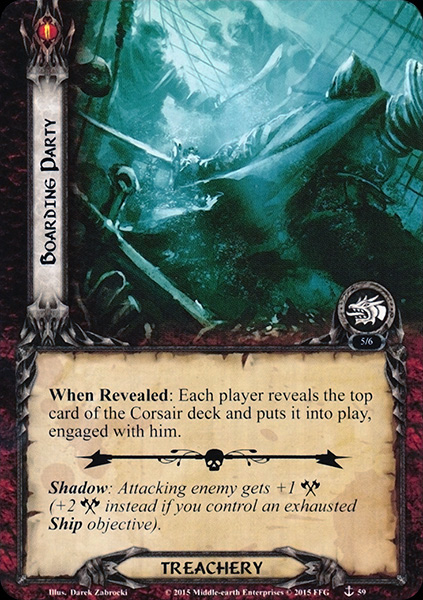 BOARDING PARTY
5/6
When Revealed: Each player reveals the top
card of the Corsair deck and puts it into play,
engaged with him.
Shadow: Attacking enemy gets +1
(+2 instead if you control an exhausted
Ship objective).
TREACHERY
Illus. Darek Zabrocki © 2015 Middle-earth Enterprises © 2015 FFG 59